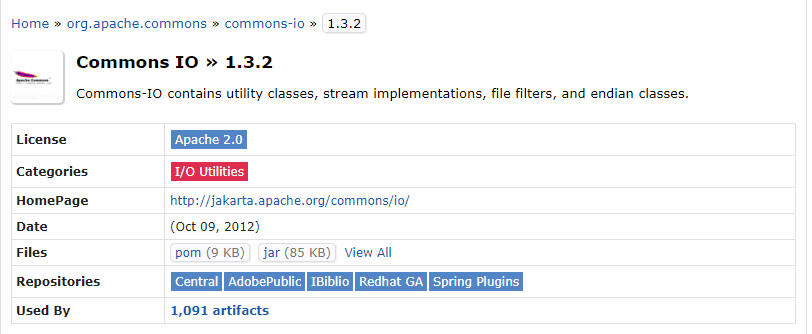 Home » org.apache.commons » commons-io » 1.3.2
Commons IO » 1.3.2
Apache Commons
Commons-IO contains utility classes, stream implementations, file filters, and endian classes.
License Apache 2.0
Categories I/O Utilities
HomePage http://jakarta.apache.org/commons/io/
Date (Oct 09, 2012)
Files pom (9 KB) jar (85 KB) View All
Repositories Central AdobePublic IBiblio Redhat GA Spring Plugins
Used By 1,091 artifacts